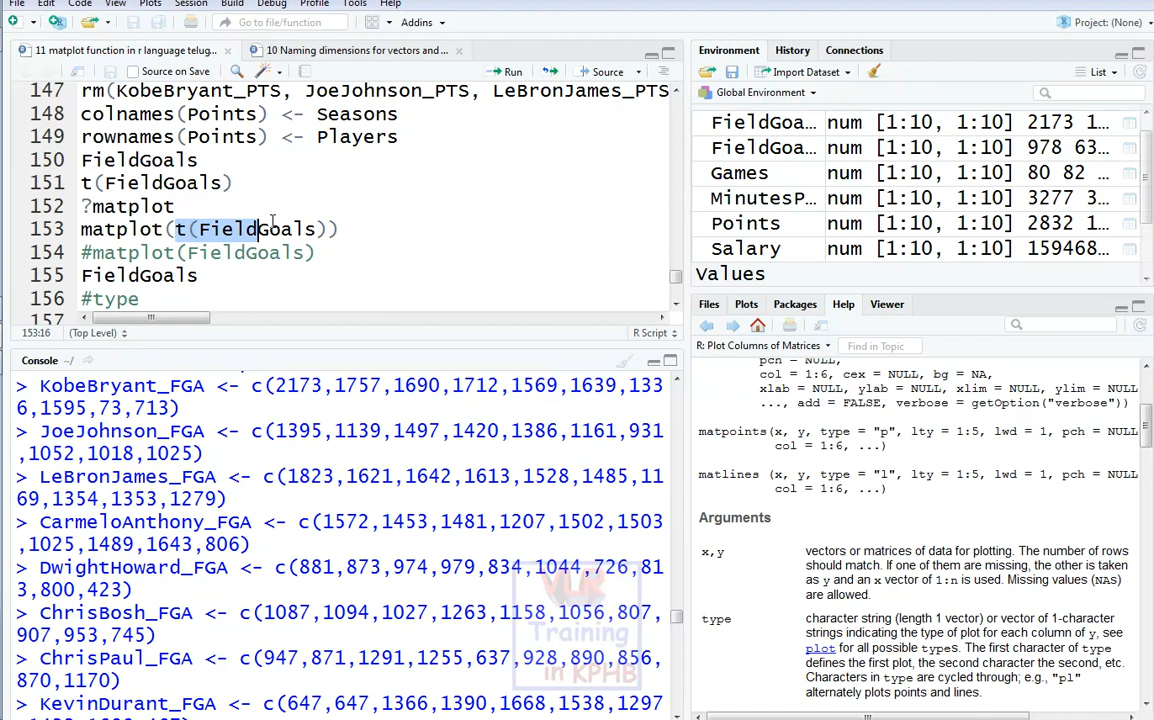 File Edit Code View Plots Session Build Debug Profile Tools Help
Go to file/function Addins Project: (None)
11 matplot function in r language telug... 10 Naming dimensions for vectors and ...
Source on Save Run Source
147 rm(KobeBryant_PTS, JoeJohnson_PTS, LeBronJames_PTS
148 colnames(Points) <- Seasons
149 rownames(Points) <- Players
150 FieldGoals
151 t(FieldGoals)
152 ?matplot
153 matplot(t(FieldGoals))
154 #matplot(FieldGoals)
155 FieldGoals
156 #type
157
153:16 (Top Level) R Script
Console ~/
> KobeBryant_FGA <- c(2173,1757,1690,1712,1569,1639,133
6,1595,73,713)
> JoeJohnson_FGA <- c(1395,1139,1497,1420,1386,1161,931
,1052,1018,1025)
> LeBronJames_FGA <- c(1823,1621,1642,1613,1528,1485,11
69,1354,1353,1279)
> CarmeloAnthony_FGA <- c(1572,1453,1481,1207,1502,1503
,1025,1489,1643,806)
> DwightHoward_FGA <- c(881,873,974,979,834,1044,726,81
3,800,423)
> ChrisBosh_FGA <- c(1087,1094,1027,1263,1158,1056,807,
907,953,745)
> ChrisPaul_FGA <- c(947,871,1291,1255,637,928,890,856,
870,1170)
> KevinDurant_FGA <- c(647,647,1366,1390,1668,1538,1297
VLR
Training
in KPHB
Environment History Connections
Import Dataset List
Global Environment
FieldGoa... num [1:10, 1:10] 2173 1...
FieldGoa... num [1:10, 1:10] 978 63...
Games num [1:10, 1:10] 80 82 ...
MinutesP... num [1:10, 1:10] 3277 3...
Points num [1:10, 1:10] 2832 1...
Salary num [1:10, 1:10] 159468...
Values
Files Plots Packages Help Viewer
R: Plot Columns of Matrices Find in Topic
pch = NULL,
col = 1:6, cex = NULL, bg = NA,
xlab = NULL, ylab = NULL, xlim = NULL, ylim = NULL
..., add = FALSE, verbose = getOption("verbose"))
matpoints(x, y, type = "p", lty = 1:5, lwd = 1, pch = NULL
col = 1:6, ...)
matlines (x, y, type = "l", lty = 1:5, lwd = 1, pch = NULL
col = 1:6, ...)
Arguments
x,y vectors or matrices of data for plotting. The number of rows
should match. If one of them are missing, the other is taken
as y and an x vector of 1:n is used. Missing values (NAs)
are allowed.
type character string (length 1 vector) or vector of 1-character
strings indicating the type of plot for each column of y, see
plot for all possible types. The first character of type
defines the first plot, the second character the second, etc.
Characters in type are cycled through; e.g., "pl"
alternately plots points and lines.